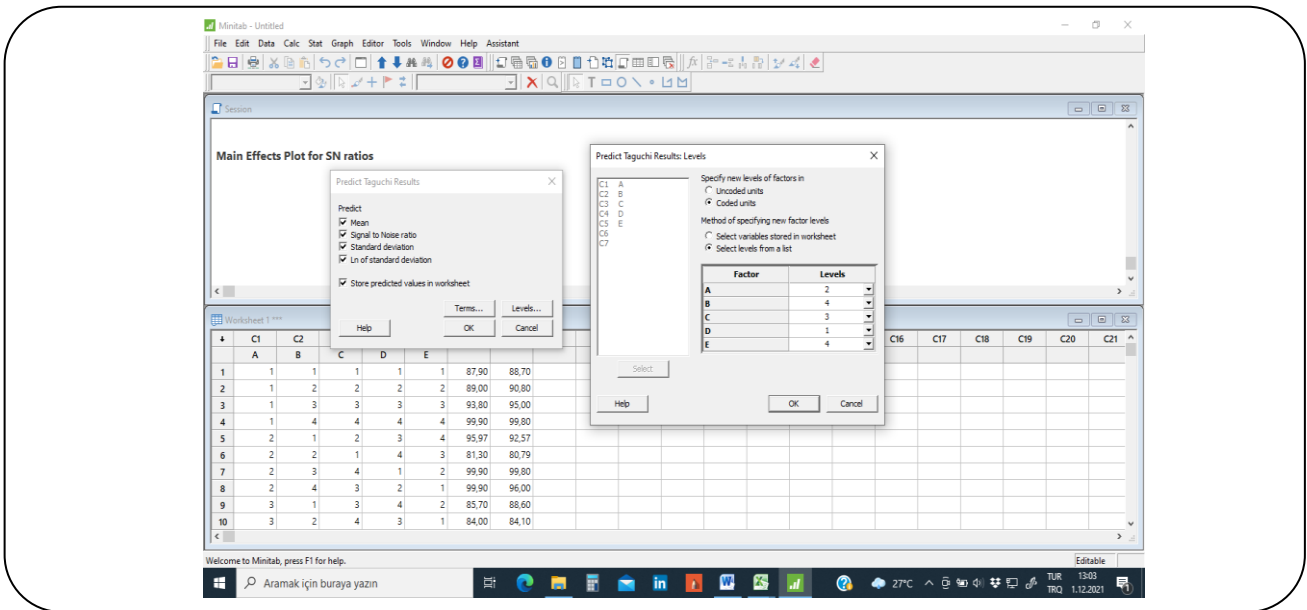 Minitab - Untitled
File Edit Data Calc Stat Graph Editor Tools Window Help Assistant
Session
Main Effects Plot for SN ratios
Predict Taguchi Results
Predict
Mean
Signal to Noise ratio
Standard deviation
Ln of standard deviation
Store predicted values in worksheet
Terms... Levels...
Help OK Cancel
Predict Taguchi Results: Levels
C1 A
C2 B
C3 C
C4 D
C5 E
C6
C7
Select
Specify new levels of factors in
Uncoded units
Coded units
Method of specifying new factor levels
Select variables stored in worksheet
Select levels from a list
Factor Levels
A 2
B 4
C 3
D 1
E 4
Help OK Cancel
Worksheet 1 ***
C1 C2 C16 C17 C18 C19 C20 C21
A B C D E
1 1 1 1 1 1 87,90 88,70
2 1 2 2 2 2 89,00 90,80
3 1 3 3 3 3 93,80 95,00
4 1 4 4 4 4 99,90 99,80
5 2 1 2 3 4 95,97 92,57
6 2 2 1 4 3 81,30 80,79
7 2 3 4 1 2 99,90 99,80
8 2 4 3 2 1 99,90 96,00
9 3 1 3 4 2 85,70 88,60
10 3 2 4 3 1 84,00 84,10
Welcome to Minitab, press F1 for help.
Editable
Aramak için buraya yazın
27°C
TUR 13:03
TRQ 1.12.2021